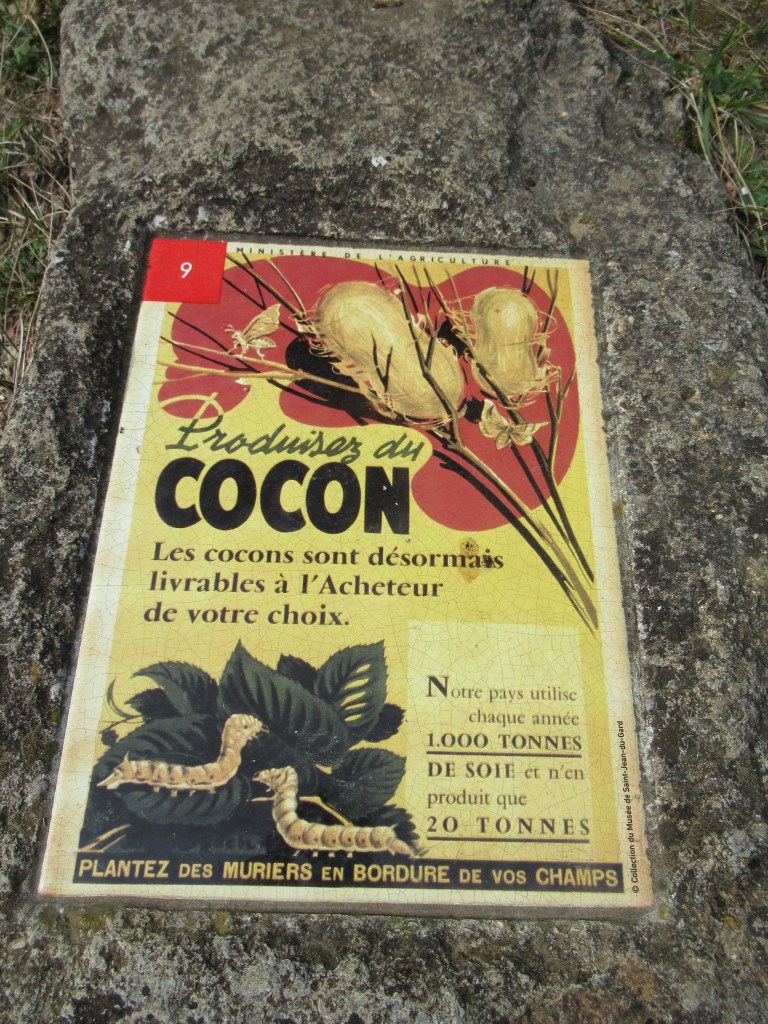 9
MINISTÈRE DE L'AGRICULTURE
Produisez du
COCON
Les cocons sont désormais
livrables à l'Acheteur
de votre choix.
Notre pays utilise
chaque année
1.000 TONNES
DE SOIE et n'en
produit que
20 TONNES
PLANTEZ DES MURIERS EN BORDURE DE VOS CHAMPS
© Collection du Musée de Saint-Jean-du-Gard